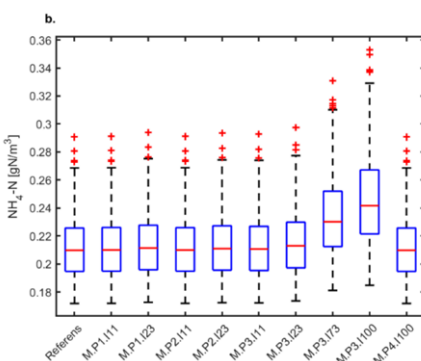 b.
NH4-N [gN/m³]
0.36
0.34
0.32
0.3
0.28
0.26
0.24
0.22
0.2
0.18
Referens
M.P1.I11
M.P1.I23
M.P2.I11
M.P2.I23
M.P3.I11
M.P3.I23
M.P3.I73
M.P3.I100
M.P4.I100